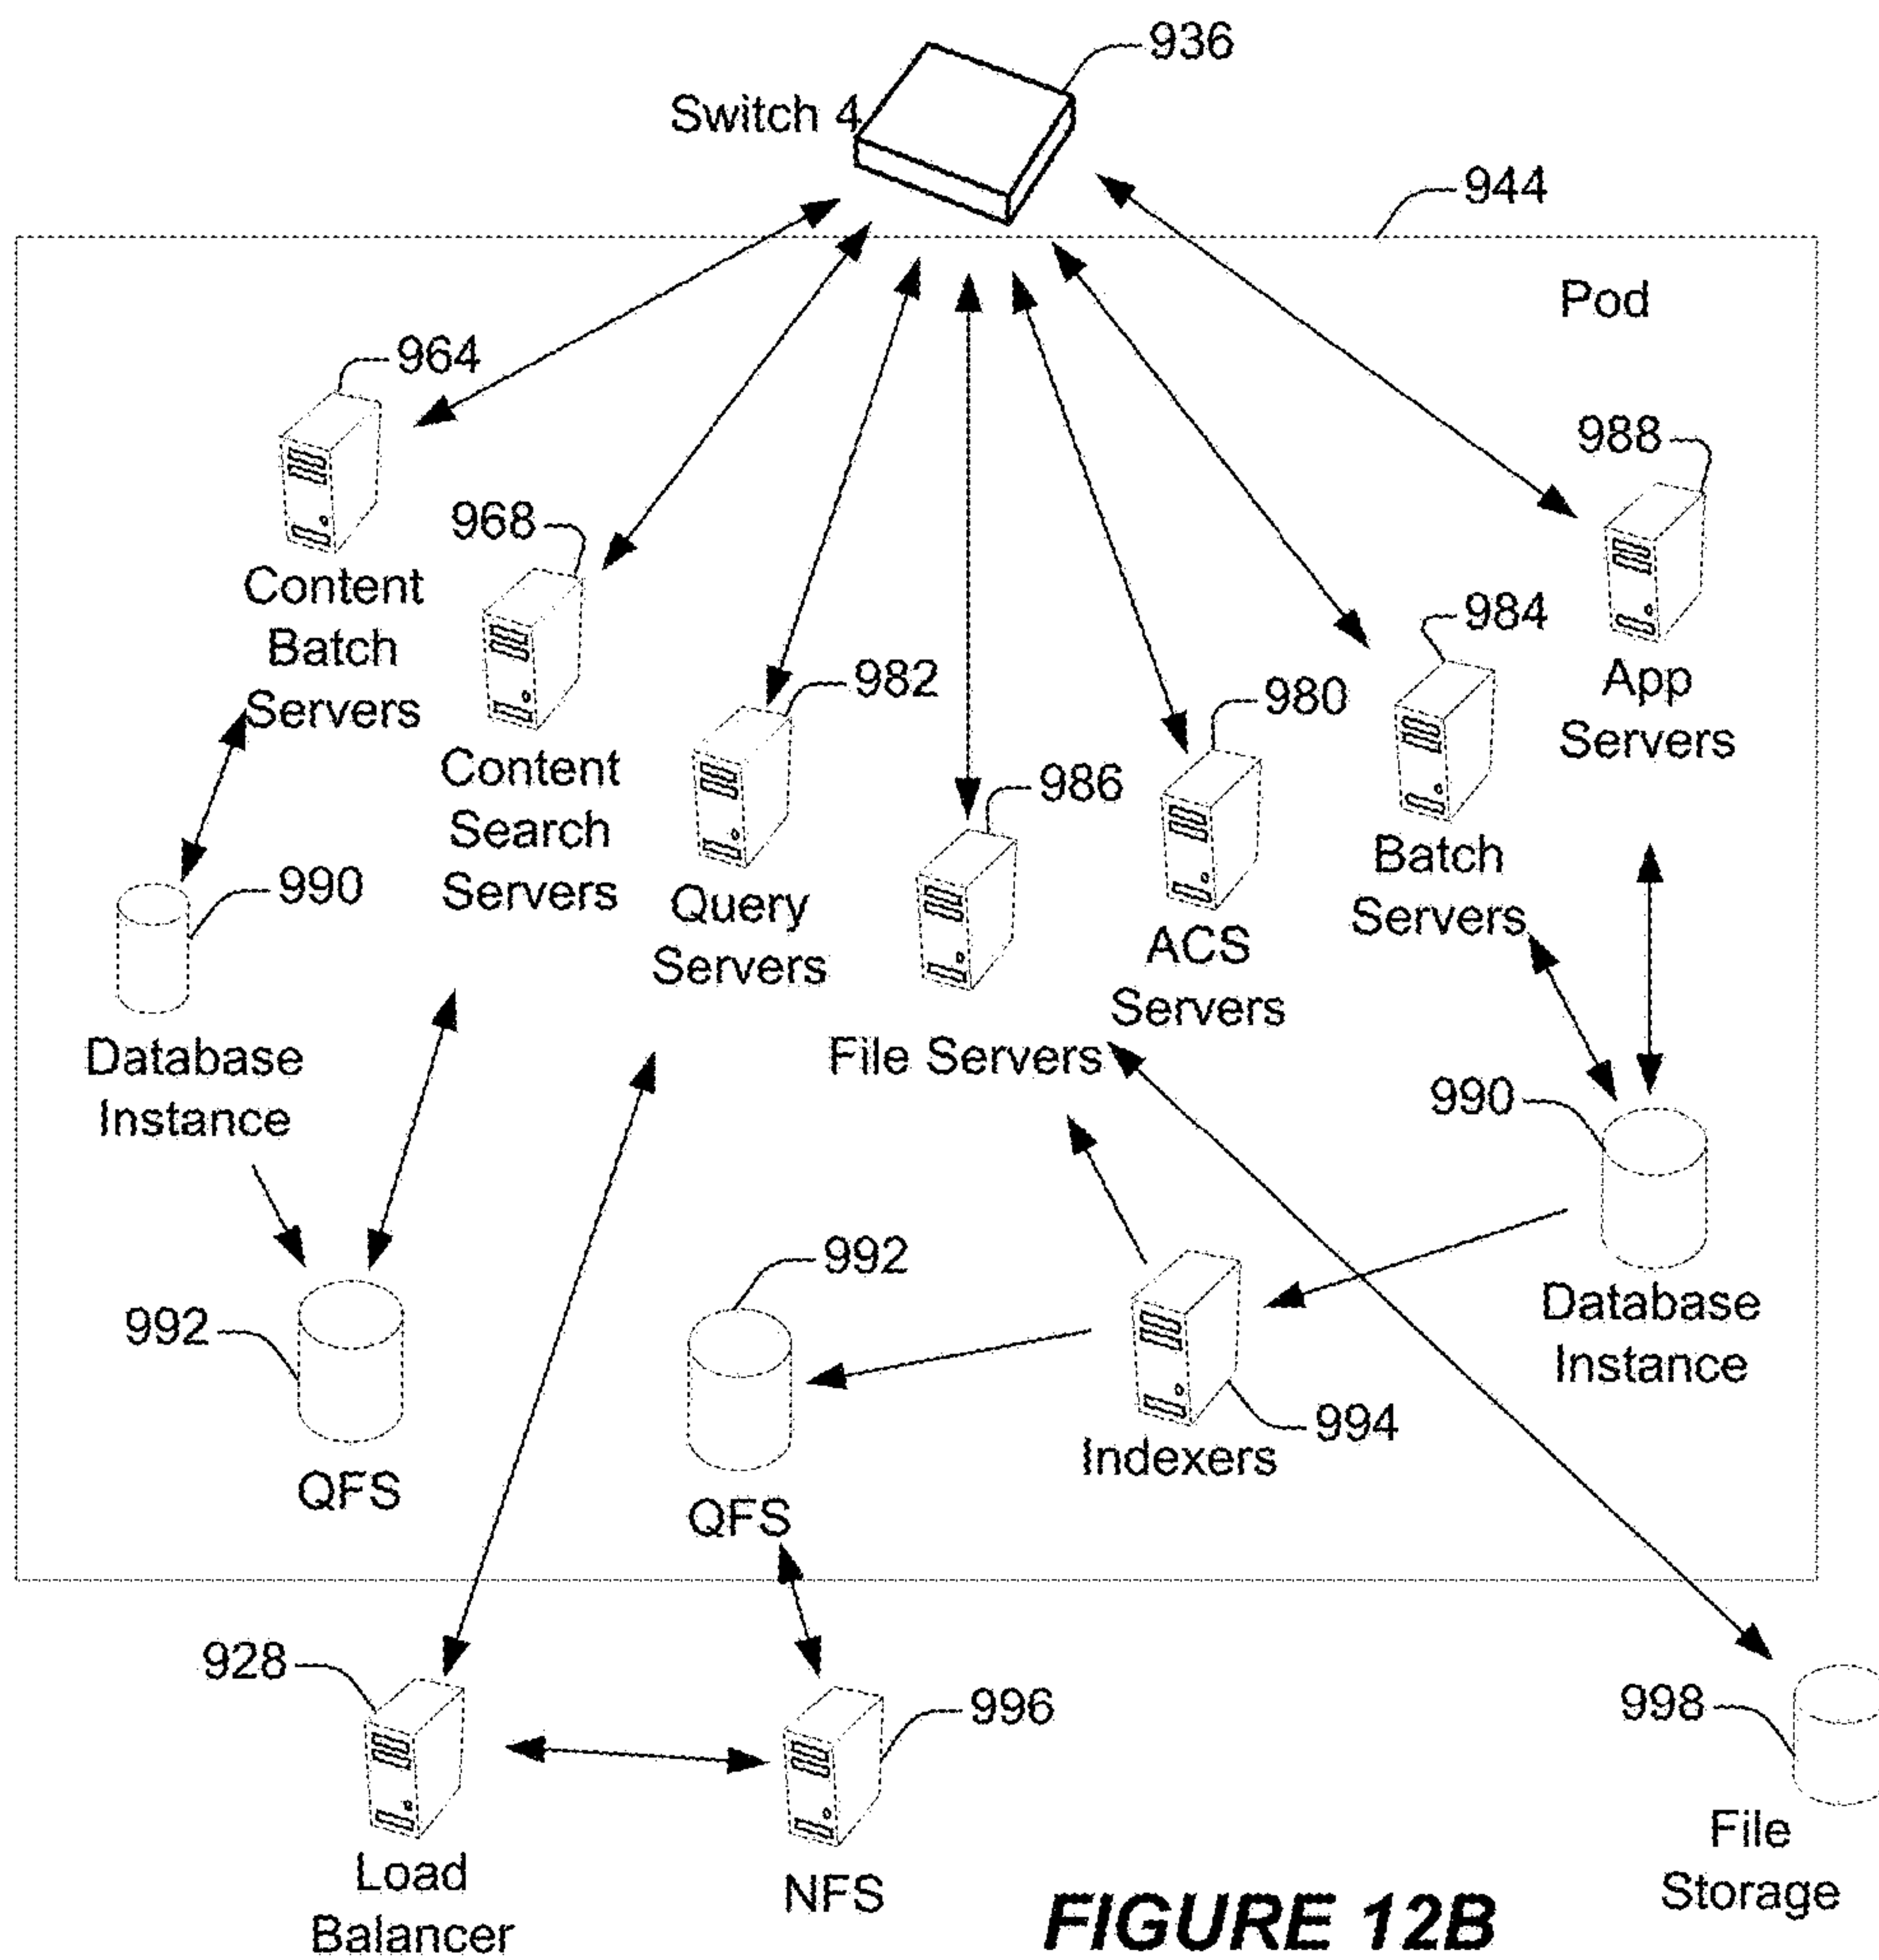 936
Switch 4
944
Pod
964
988
968
Content
Batch
Servers
984
982
980
App
Servers
Content
Search
Servers
986
Batch
Servers
990
Query
Servers
ACS
Servers
Database
Instance
File Servers
990
992
992
Database
Instance
994
Indexers
QFS
QFS
928
996
998
Load
Balancer
NFS
File
Storage
FIGURE 12B